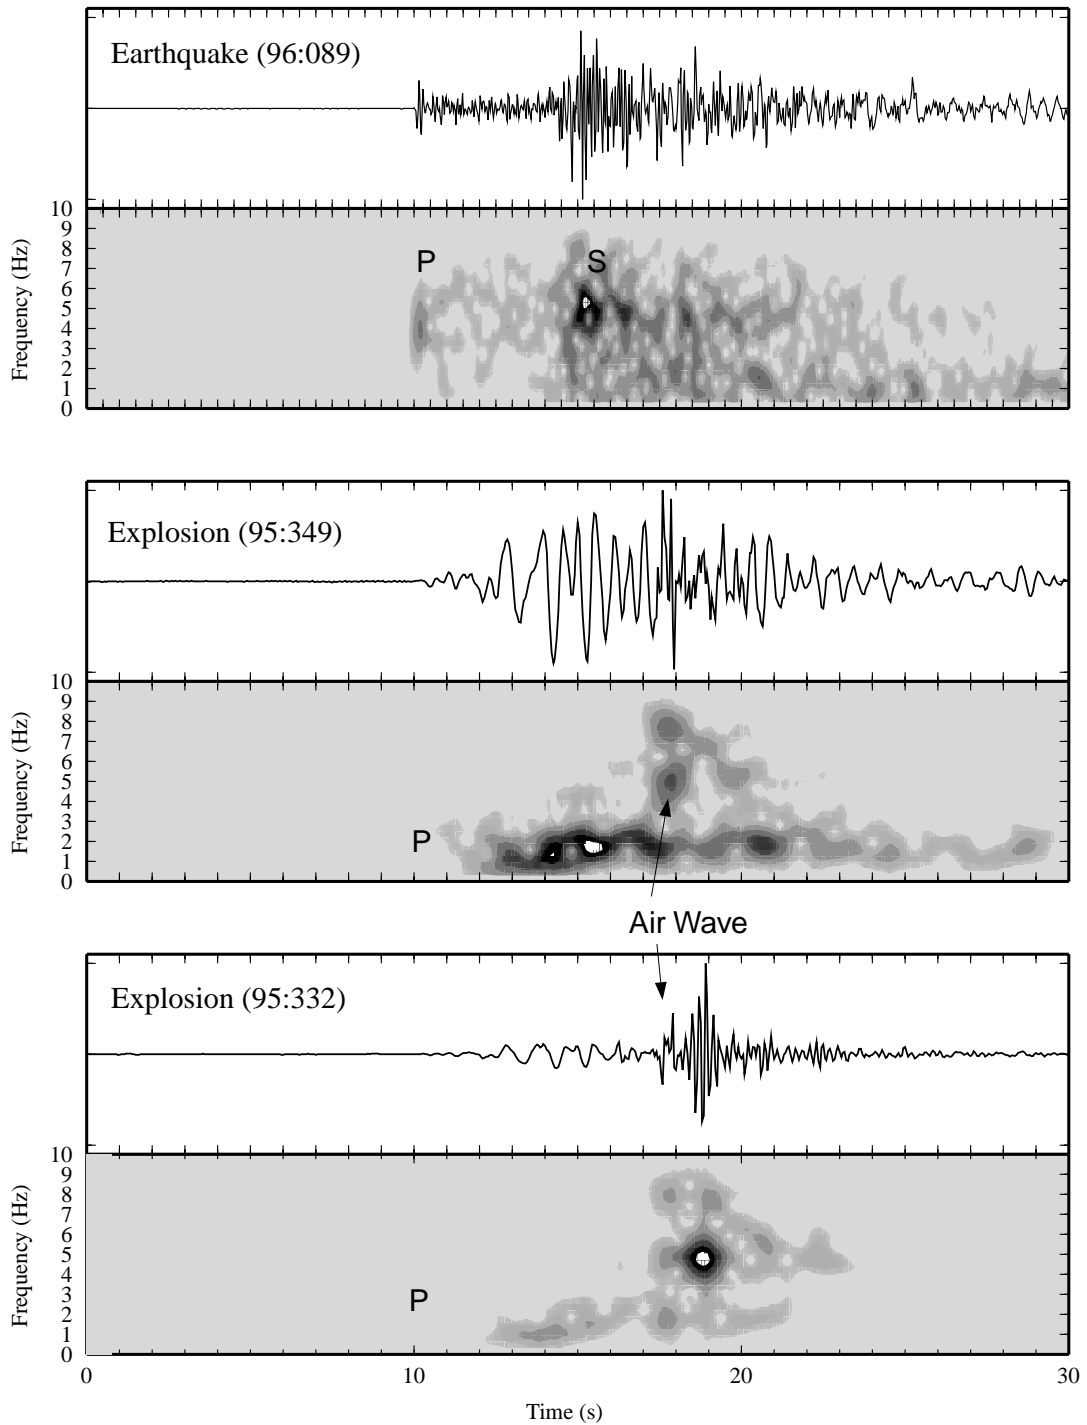 Earthquake (96:089)
10
9
8
7
6
5
4
3
2
1
0
Frequency (Hz)
P
S
Explosion (95:349)
10
9
8
7
6
5
4
3
2
1
0
Frequency (Hz)
P
Air Wave
Explosion (95:332)
10
9
8
7
6
5
4
3
2
1
0
Frequency (Hz)
P
0 10 20 30
Time (s)